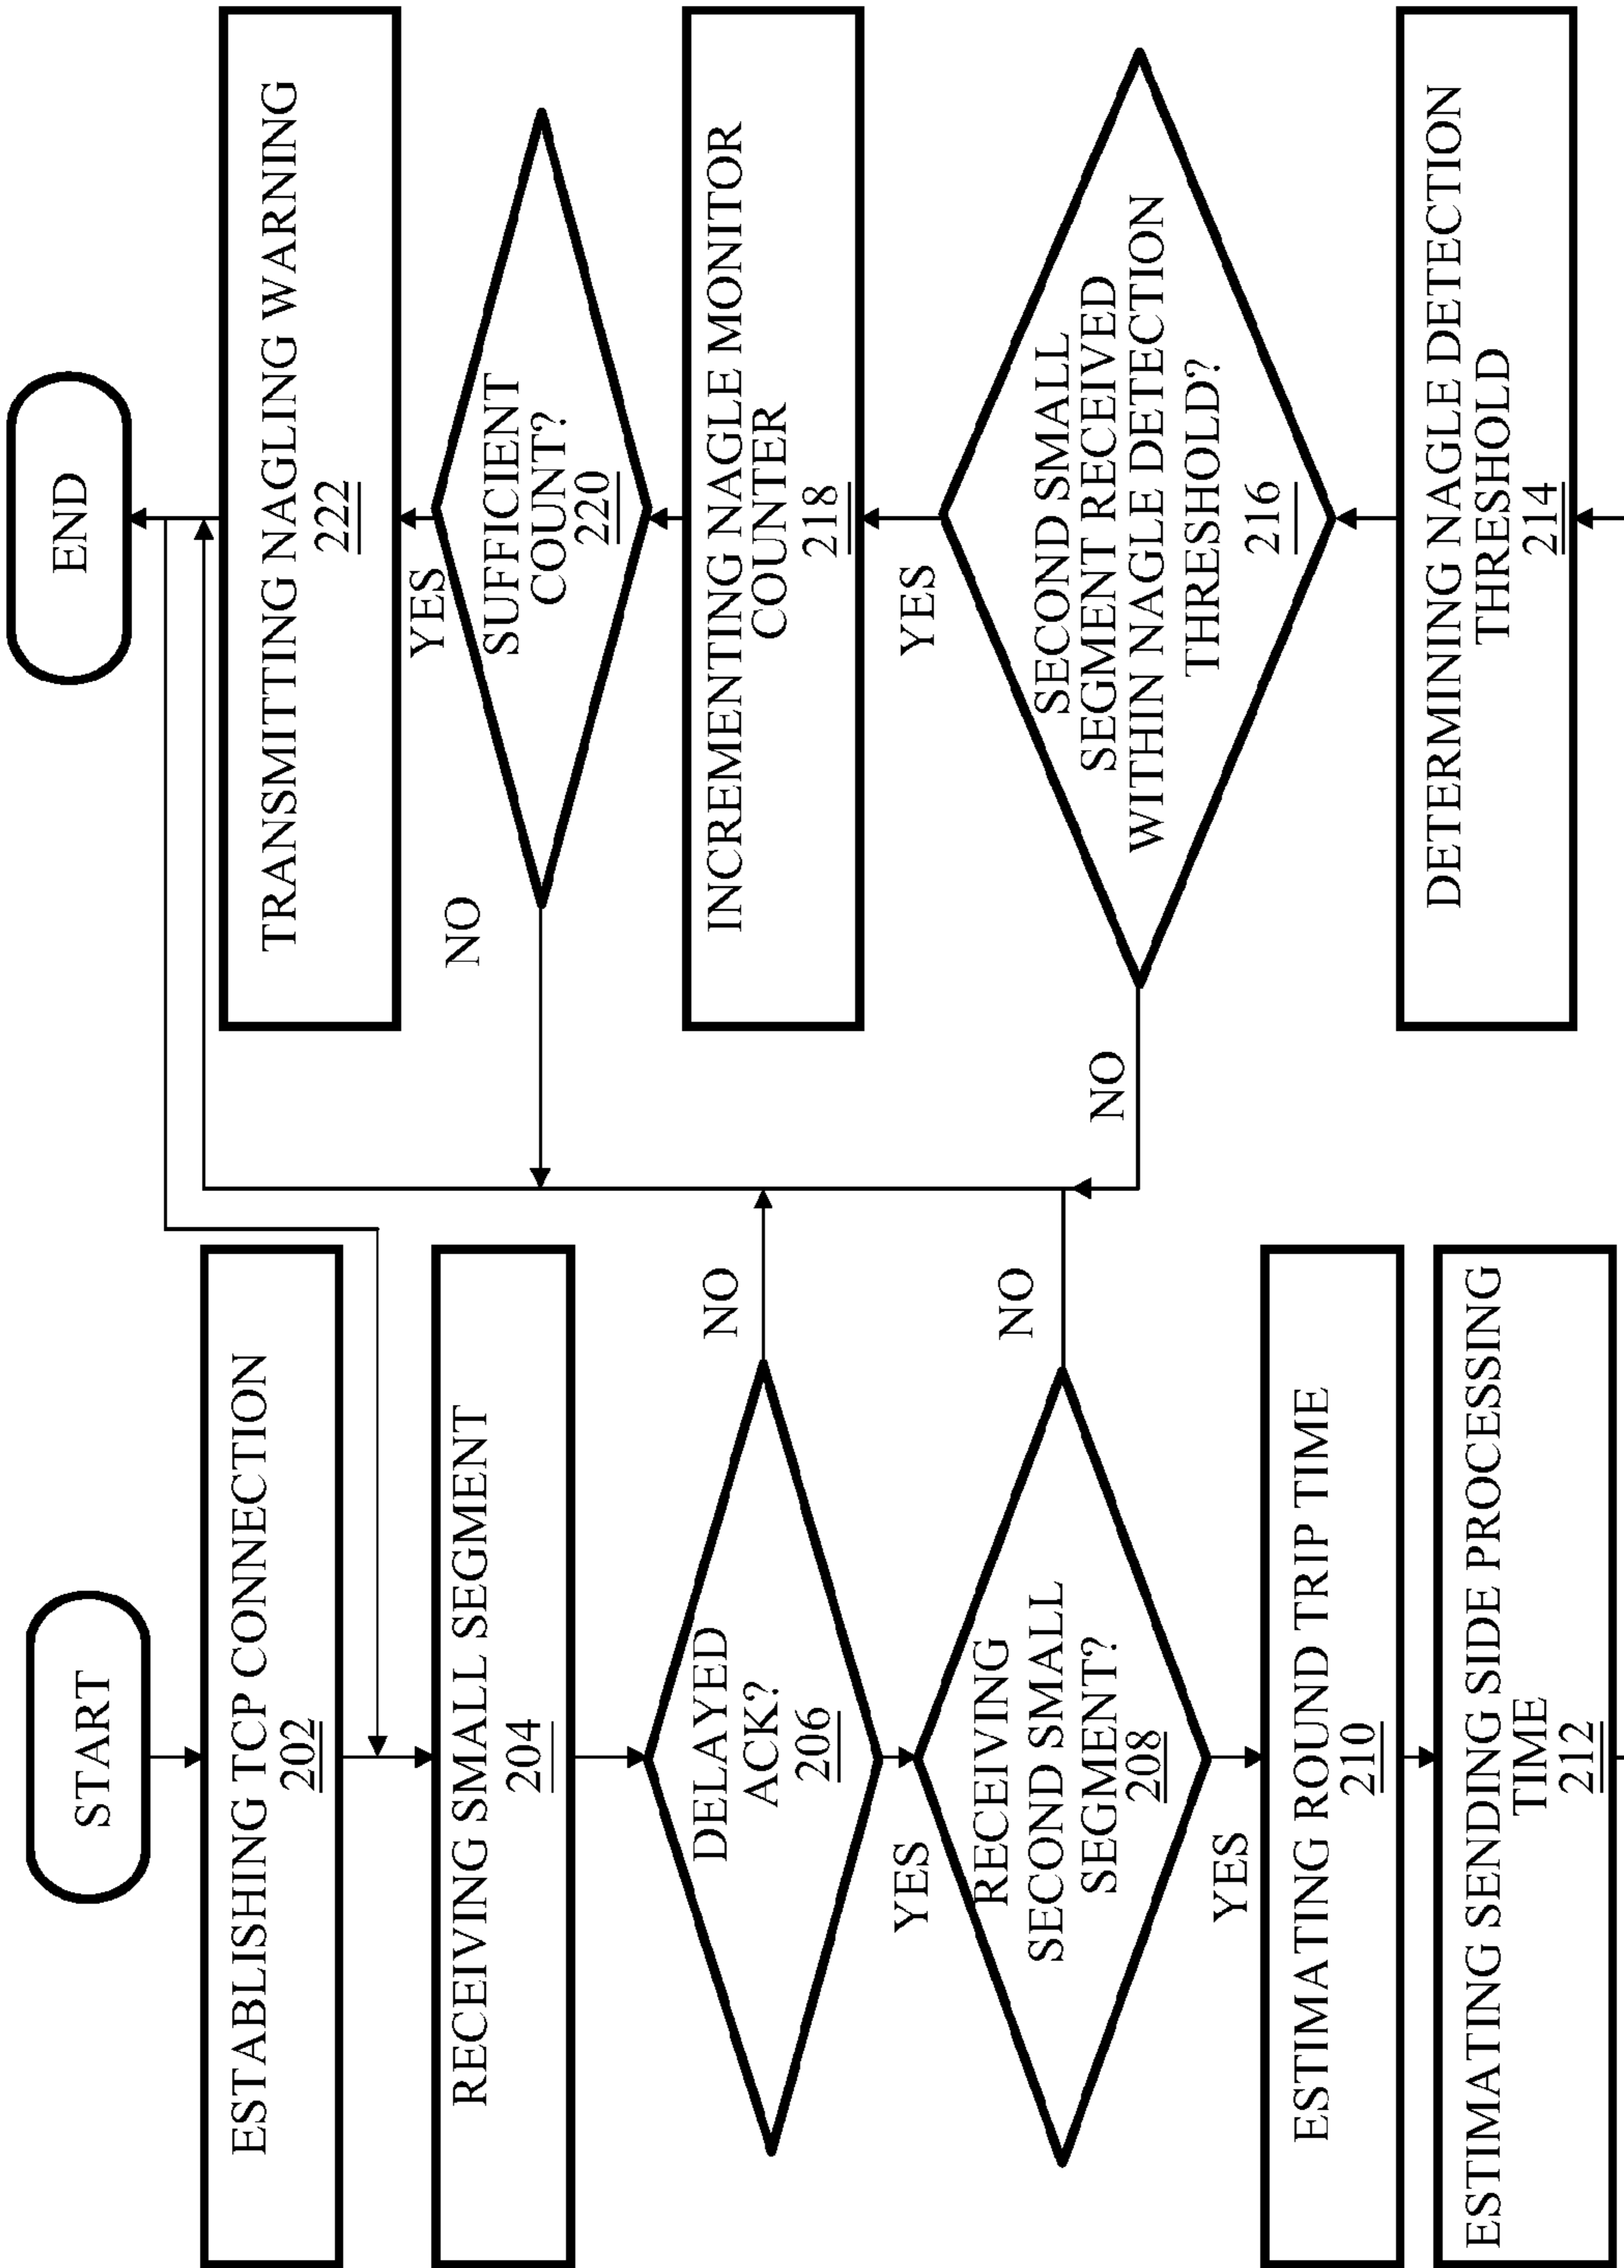 START
ESTABLISHING TCP CONNECTION
202
RECEIVING SMALL SEGMENT
204
DELAYED
ACK?
206
NO
YES
RECEIVING
SECOND SMALL
SEGMENT?
208
NO
YES
ESTIMATING ROUND TRIP TIME
210
ESTIMATING SENDING SIDE PROCESSING
TIME
212
END
TRANSMITTING NAGLING WARNING
222
YES
SUFFICIENT
COUNT?
220
NO
INCREMENTING NAGLE MONITOR
COUNTER
218
YES
SECOND SMALL
SEGMENT RECEIVED
WITHIN NAGLE DETECTION
THRESHOLD?
216
NO
DETERMINING NAGLE DETECTION
THRESHOLD
214